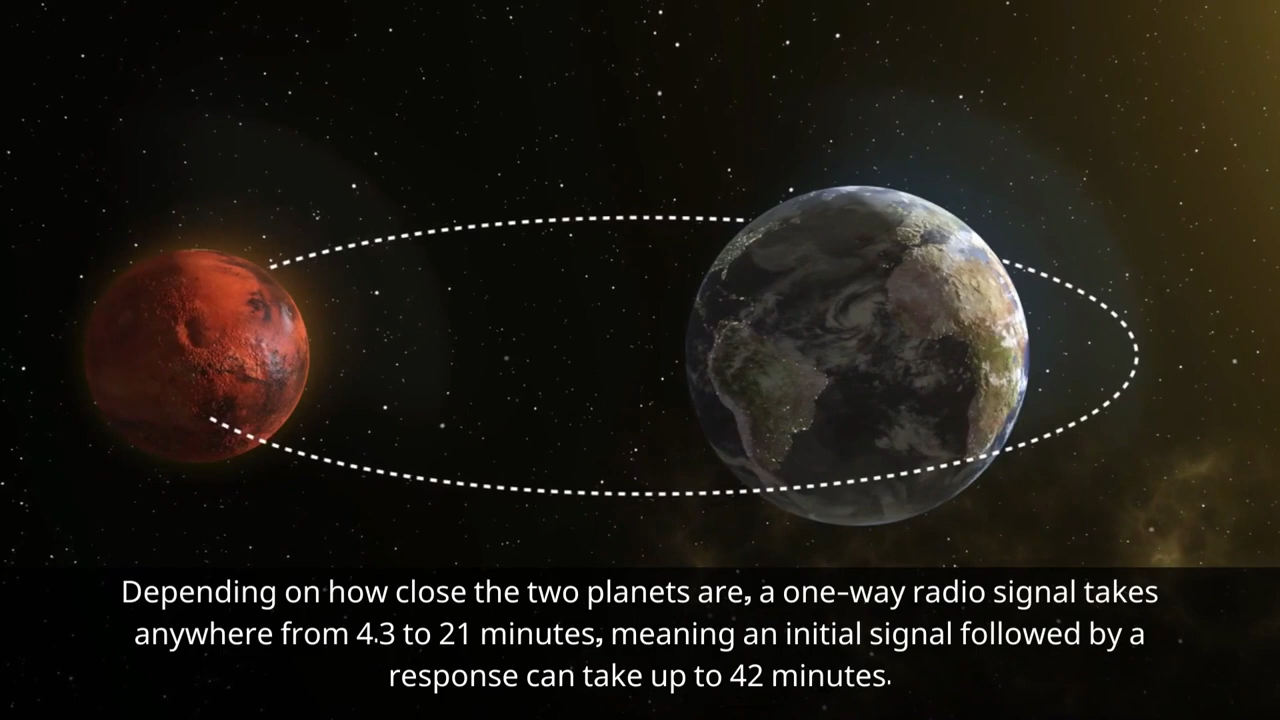 Depending on how close the two planets are, a one-way radio signal takes
anywhere from 4.3 to 21 minutes, meaning an initial signal followed by a
response can take up to 42 minutes.